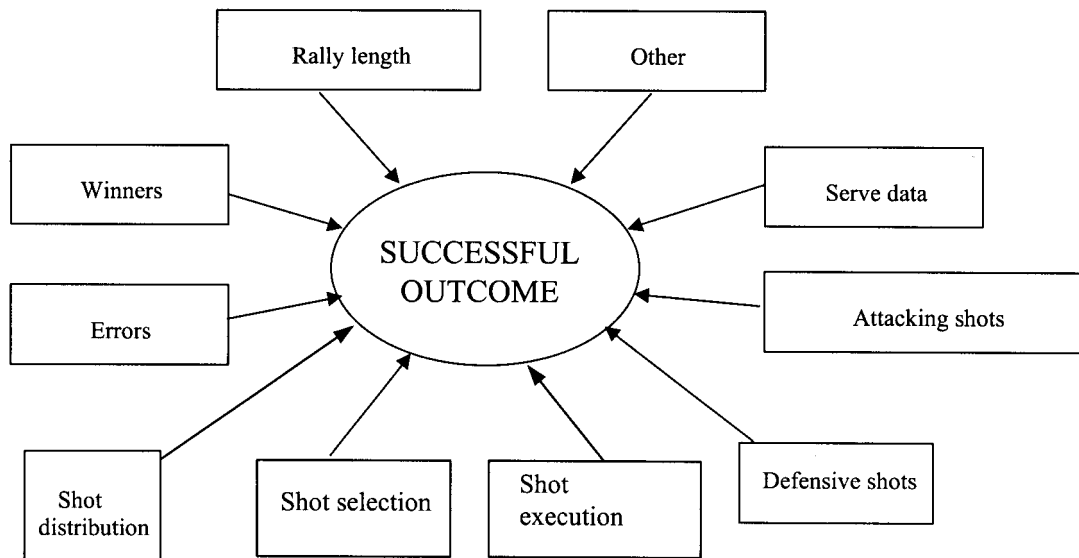 Rally length
Other
Winners
Serve data
SUCCESSFUL
OUTCOME
Errors
Attacking shots
Shot
distribution
Shot selection
Shot
execution
Defensive shots